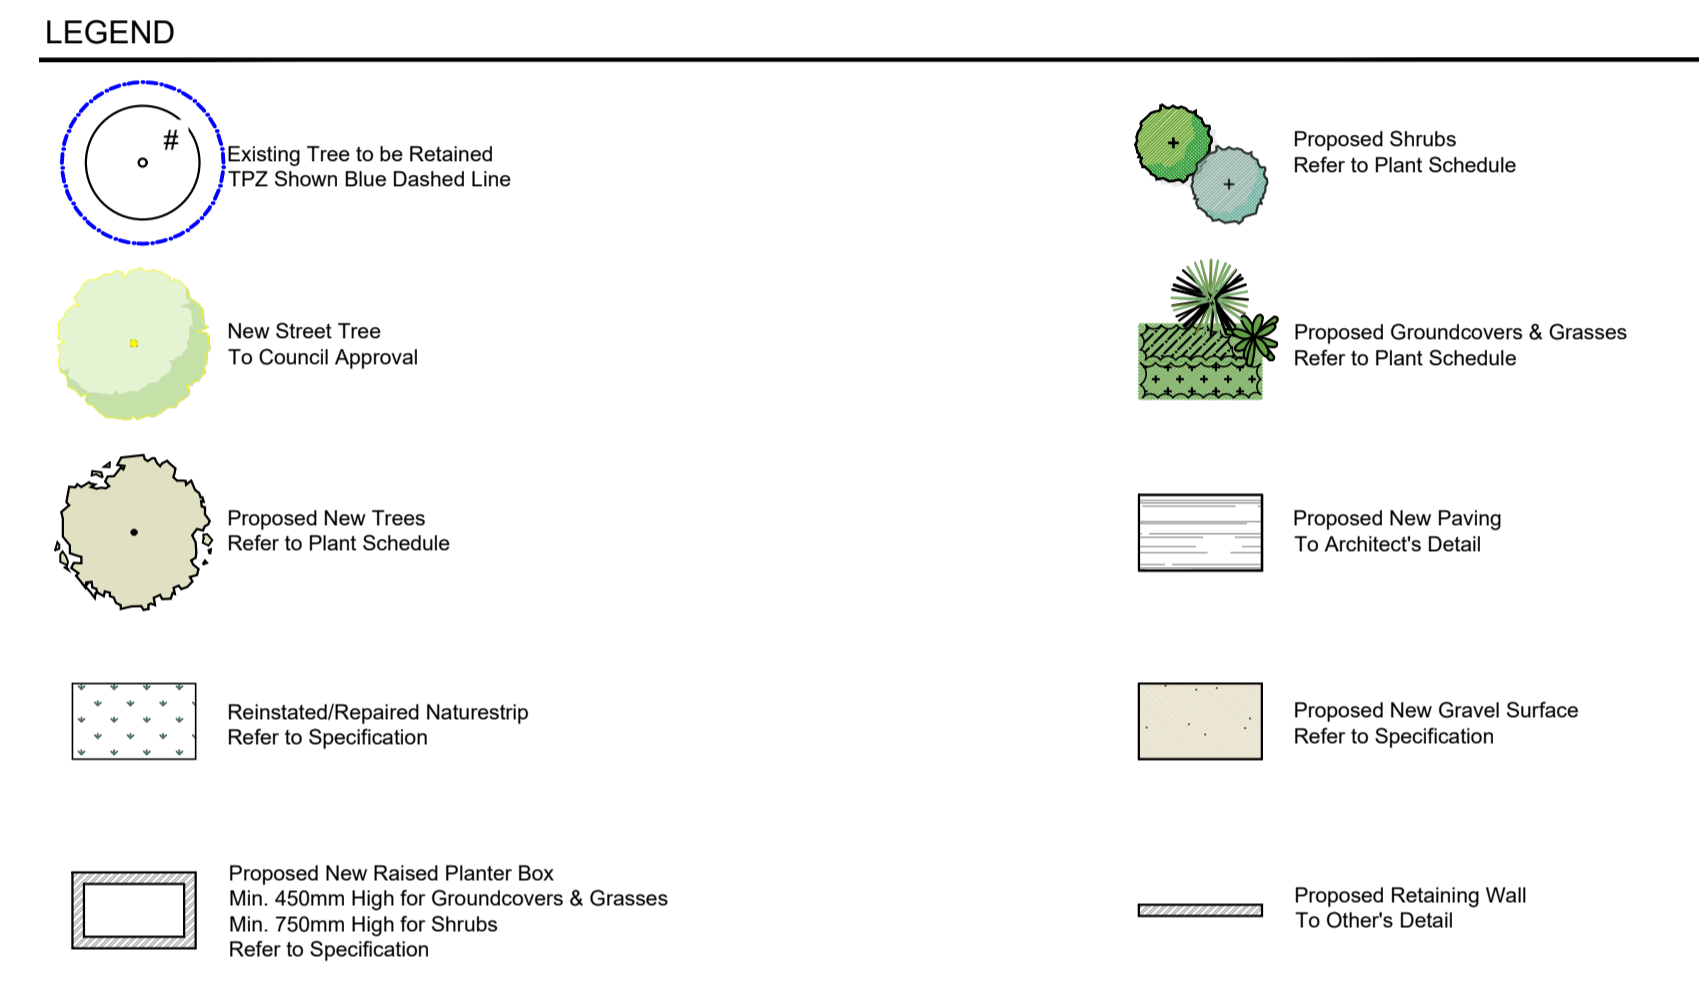 LEGEND
#
Existing Tree to be Retained
TPZ Shown Blue Dashed Line
New Street Tree
To Council Approval
Proposed New Trees
Refer to Plant Schedule
Reinstated/Repaired Naturestrip
Refer to Specification
Proposed New Raised Planter Box
Min. 450mm High for Groundcovers & Grasses
Min. 750mm High for Shrubs
Refer to Specification
Proposed Shrubs
Refer to Plant Schedule
Proposed Groundcovers & Grasses
Refer to Plant Schedule
Proposed New Paving
To Architect's Detail
Proposed New Gravel Surface
Refer to Specification
Proposed Retaining Wall
To Other's Detail